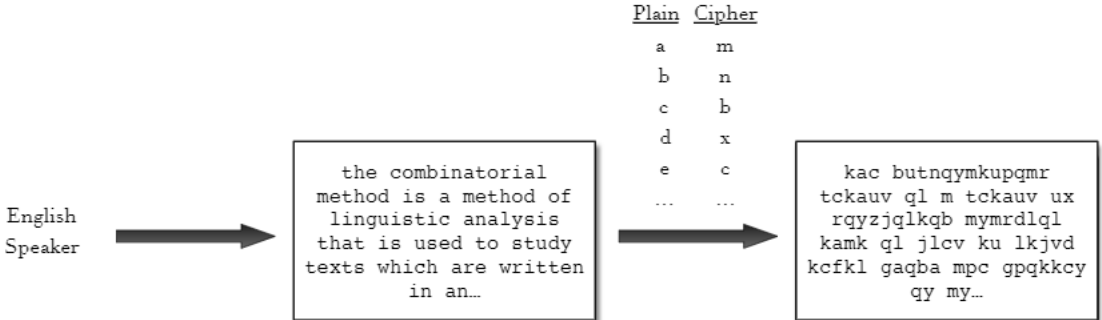 Plain Cipher
a m
b n
c b
d x
e c
... ...
English
Speaker
the combinatorial
method is a method of
linguistic analysis
that is used to study
texts which are written
in an…
kac butnqymkupqmr
tckauv ql m tckauv ux
rqyzjqlkqb mymrdlql
kamk ql jlcv ku lkjvd
kcfkl gaqba mpc gpqkkcy
qy my…